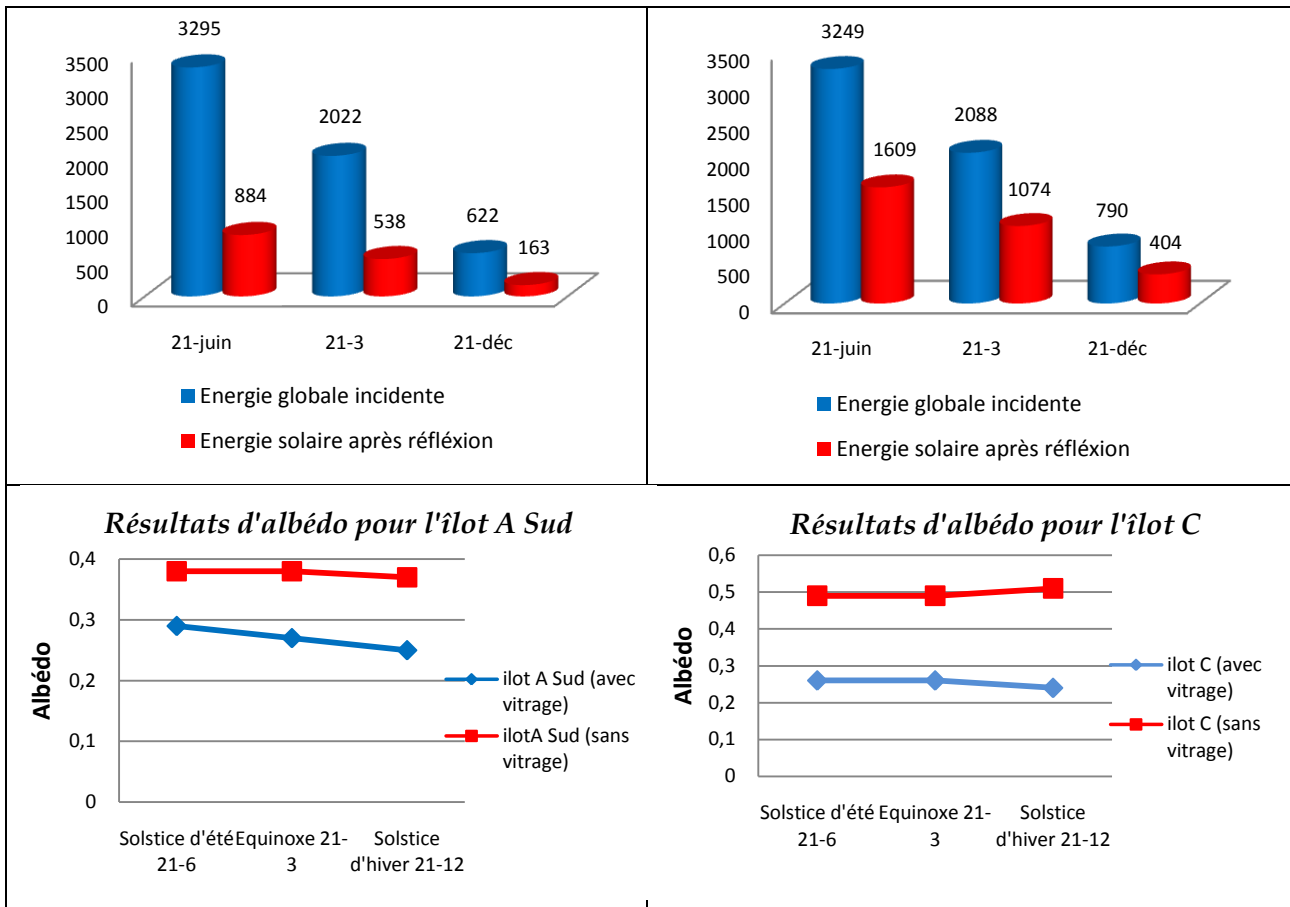 3295
3500
3000
2500
2000
1500
1000
500
0
884
2022
538
622
163
21-juin 21-3 21-déc
Energie globale incidente
Energie solaire après réfléxion
3249
3500
3000
2500
2000
1500
1000
500
0
1609
2088
1074
790
404
21-juin 21-3 21-déc
Energie globale incidente
Energie solaire après réfléxion
Résultats d'albédo pour l'îlot A Sud
0,4
0,3
0,2
0,1
0
Albédo
Solstice d'été Equinoxe 21- Solstice
21-6 3 d'hiver 21-12
ilot A Sud (avec
vitrage)
ilotA Sud (sans
vitrage)
Résultats d'albédo pour l'îlot C
0,6
0,5
0,4
0,3
0,2
0,1
0
Albédo
Solstice d'été Equinoxe 21- Solstice
21-6 3 d'hiver 21-12
ilot C (avec
vitrage)
ilot C (sans
vitrage)